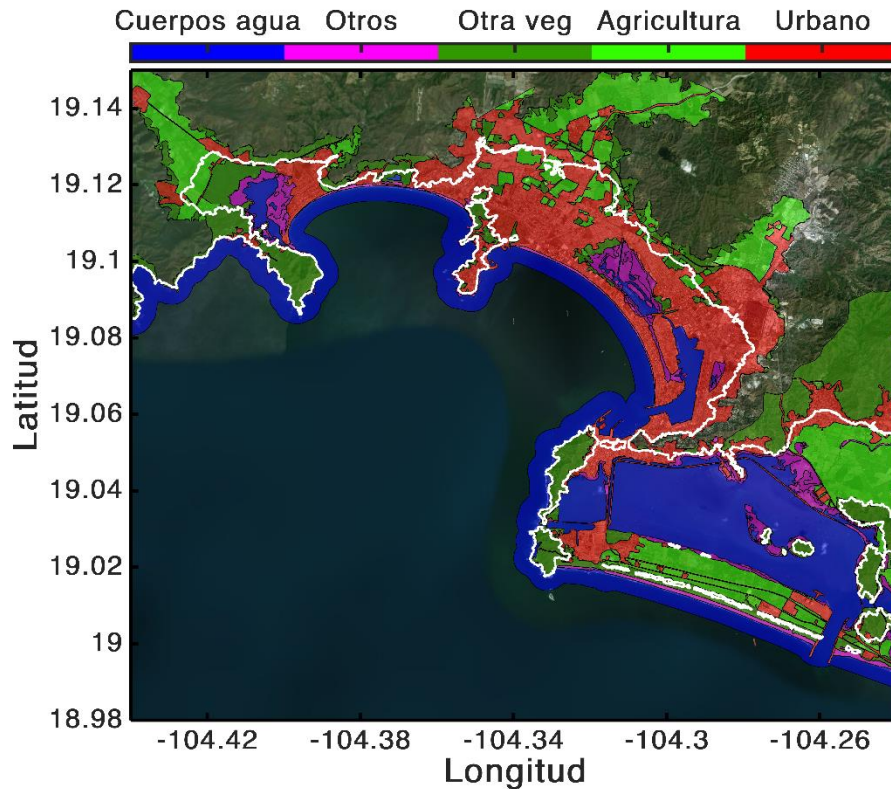 Cuerpos agua Otros Otra veg Agricultura Urbano
19.14
19.12
19.1
19.08
19.06
19.04
19.02
19
18.98
Latitud
-104.42 -104.38 -104.34 -104.3 -104.26
Longitud